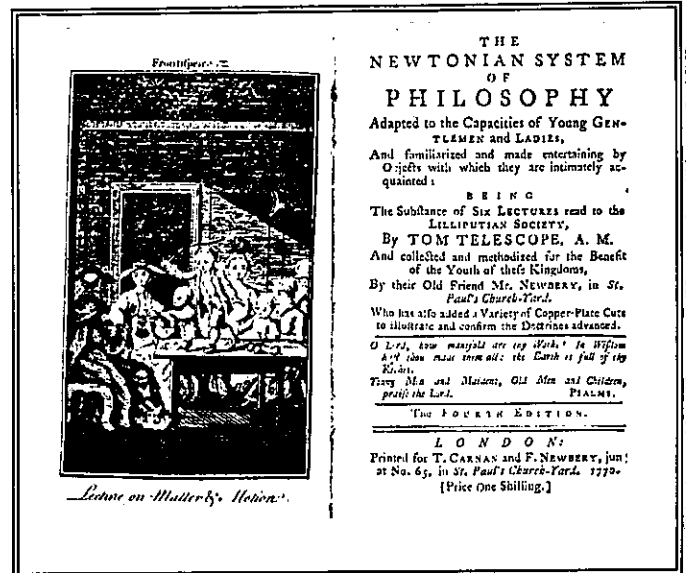 Frontispiece
Lecture on Matter & Motion.
THE
NEWTONIAN SYSTEM
OF
PHILOSOPHY
Adapted to the Capacities of Young GEN-
TLEMEN and LADIES,
And familiarized and made entertaining by
Objects with which they are intimately ac-
quainted:
BEING
The Subſtance of SIX LECTURES read to the
LILLIPUTIAN SOCIETY,
By TOM TELESCOPE, A. M.
And collected and methodized for the Benefit
of the Youth of theſe Kingdoms,
By their Old Friend Mr. NEWBERY, in St.
Paul's Church-Yard.
Who has alſo added a Variety of Copper-Plate Cuts
to illuſtrate and confirm the Doctrines advanced.
O Lord, how manifold are thy Works! In Wiſdom
haſt thou made them all: the Earth is full of thy
Riches.
Young Men and Maidens, Old Men and Children,
praiſe the Lord. PSALMS.
The FOURTH EDITION.
LONDON:
Printed for T. CARNAN and F. NEWBERY, jun;
at No. 65, in St. Paul's Church-Yard. 1770.
[Price One Shilling.]